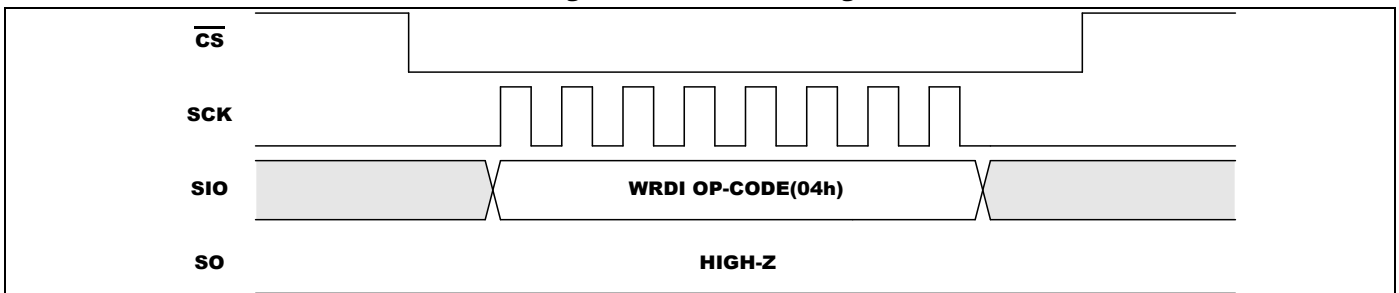 CS
SCK
SIO
WRDI OP-CODE(04h)
SO
HIGH-Z